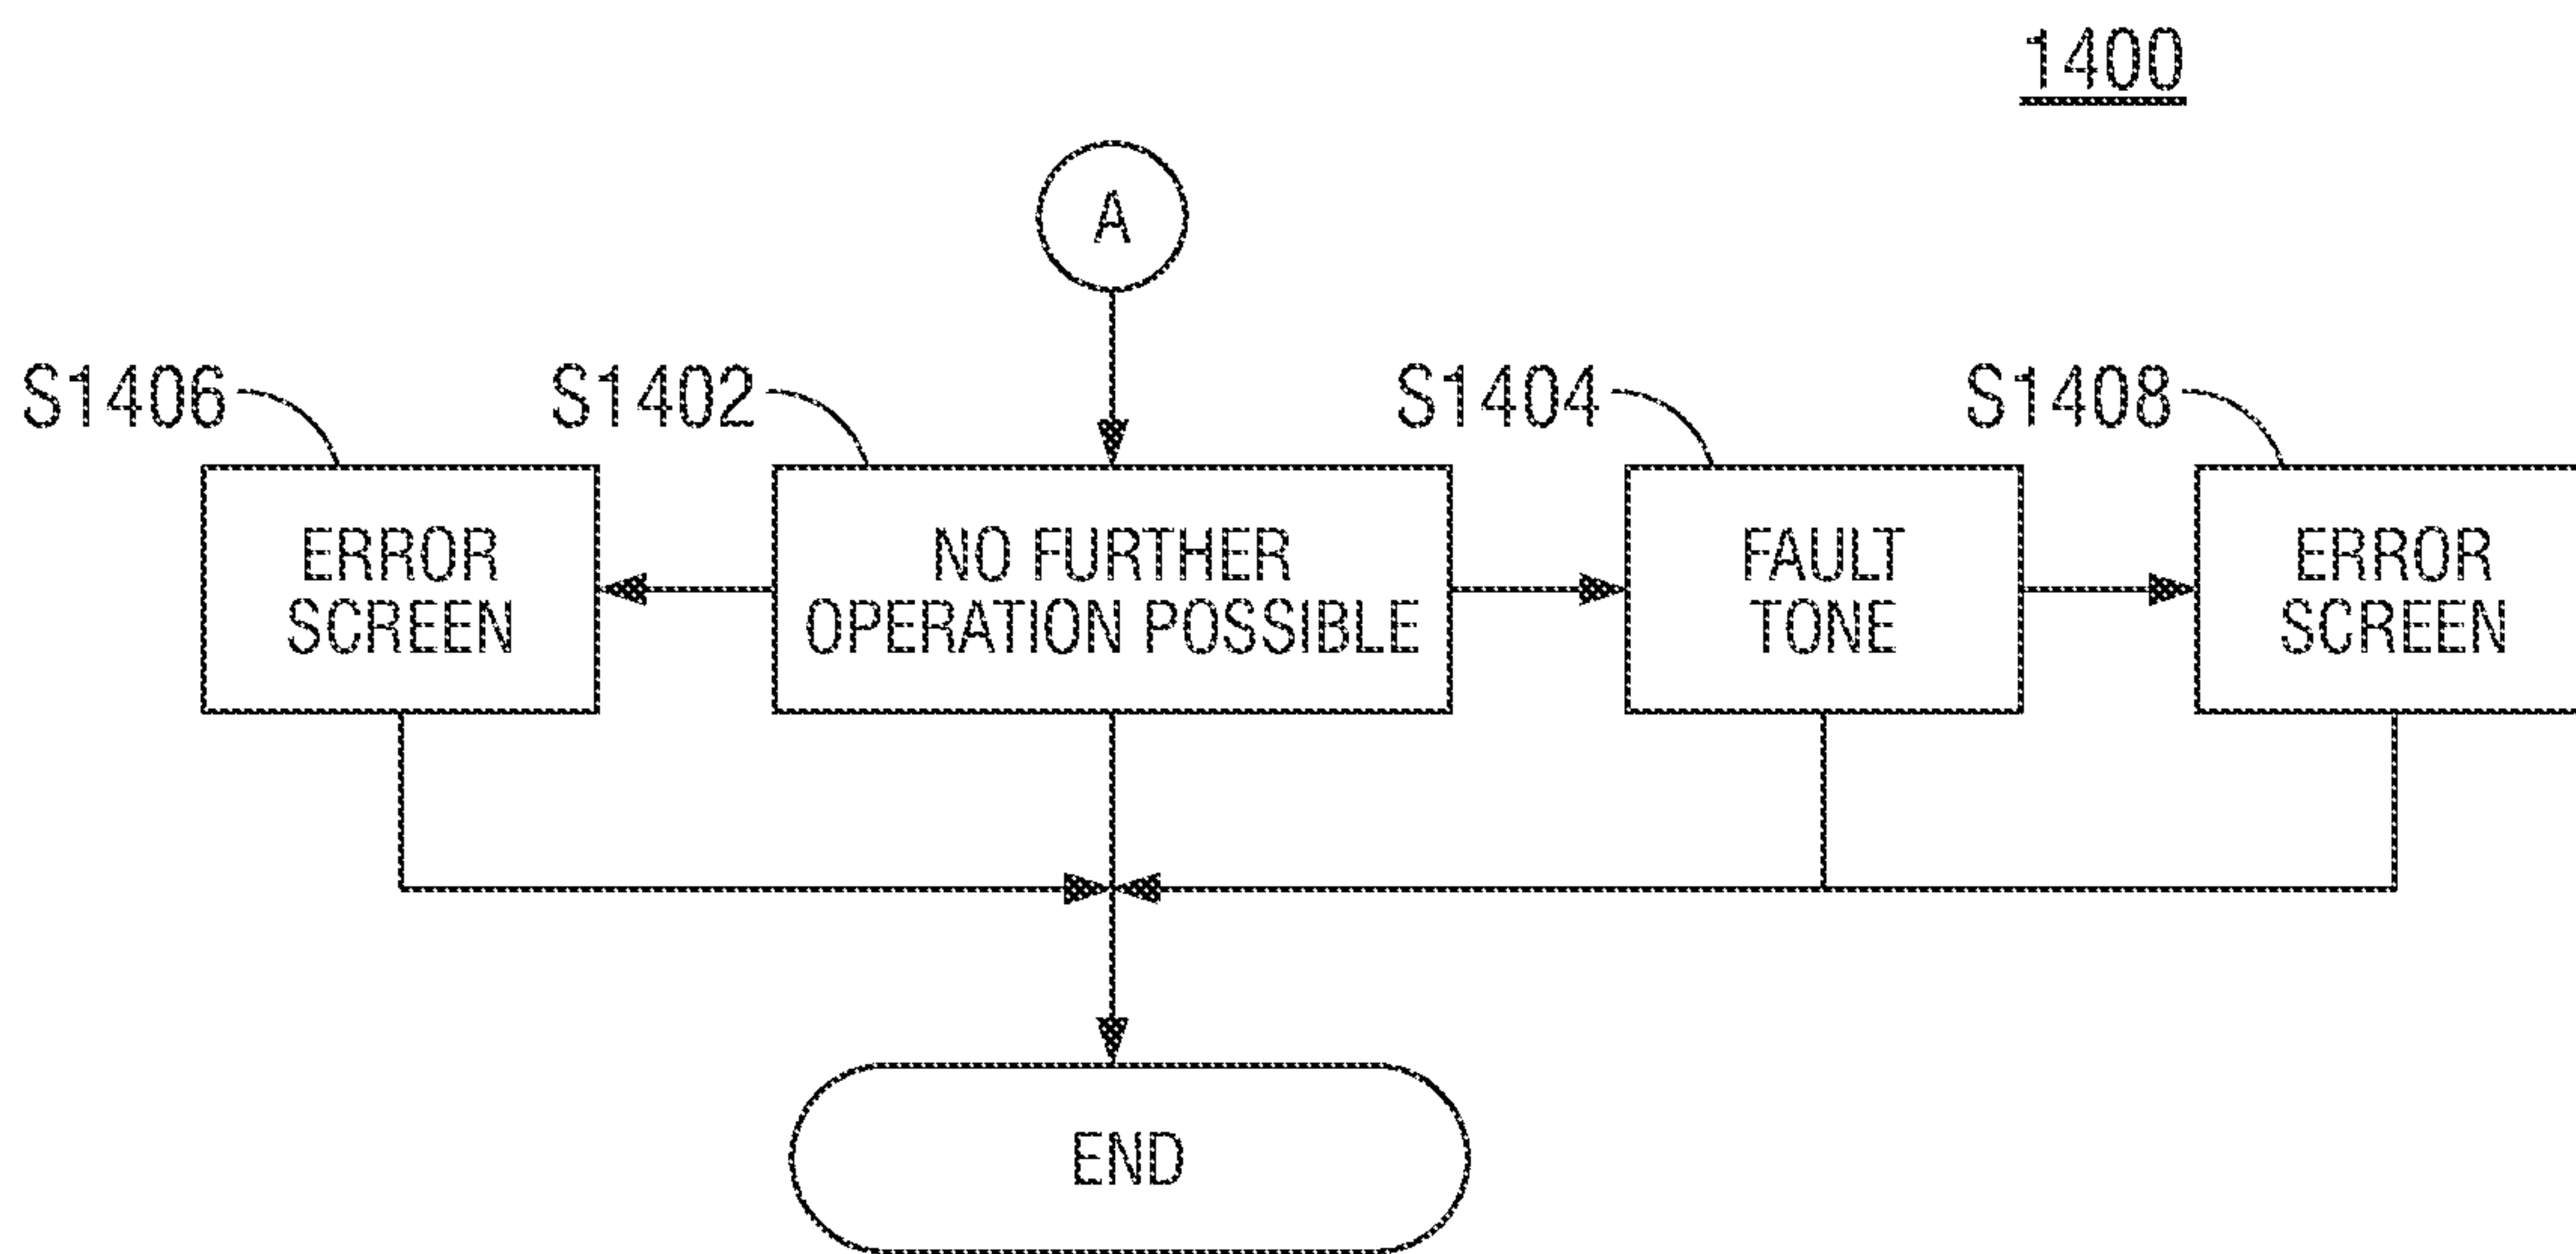 1400
A
S1406
S1402
S1404
S1408
ERROR
SCREEN
NO FURTHER
OPERATION POSSIBLE
FAULT
TONE
ERROR
SCREEN
END